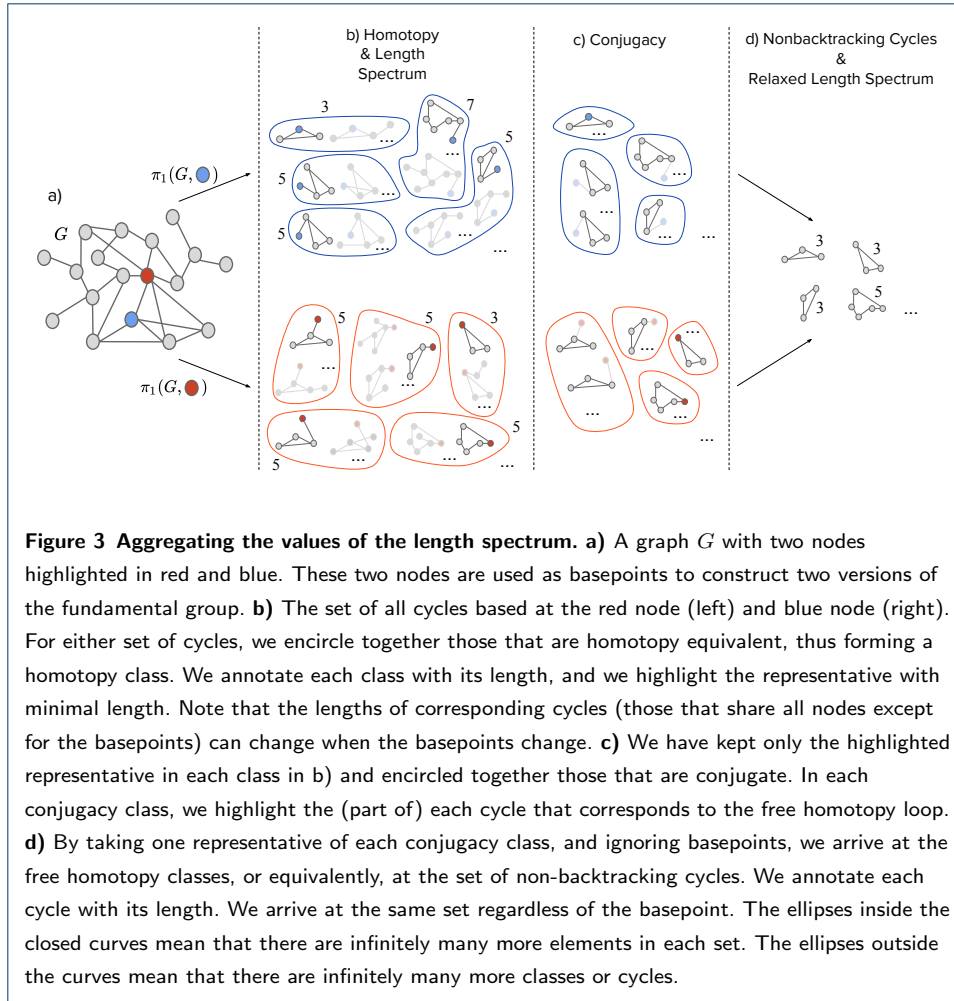 b) Homotopy
& Length
Spectrum
c) Conjugacy
d) Nonbacktracking Cycles
&
Relaxed Length Spectrum
a)
G
π₁(G, )
π₁(G, )
3
...
7
...
5
...
5
...
5
...
...
5
...
5
...
3
...
5
...
5
...
...
...
...
...
...
...
...
...
...
...
...
3
3
3
5
...
Figure 3 Aggregating the values of the length spectrum. a) A graph G with two nodes
highlighted in red and blue. These two nodes are used as basepoints to construct two versions of
the fundamental group. b) The set of all cycles based at the red node (left) and blue node (right).
For either set of cycles, we encircle together those that are homotopy equivalent, thus forming a
homotopy class. We annotate each class with its length, and we highlight the representative with
minimal length. Note that the lengths of corresponding cycles (those that share all nodes except
for the basepoints) can change when the basepoints change. c) We have kept only the highlighted
representative in each class in b) and encircled together those that are conjugate. In each
conjugacy class, we highlight the (part of) each cycle that corresponds to the free homotopy loop.
d) By taking one representative of each conjugacy class, and ignoring basepoints, we arrive at the
free homotopy classes, or equivalently, at the set of non-backtracking cycles. We annotate each
cycle with its length. We arrive at the same set regardless of the basepoint. The ellipses inside the
closed curves mean that there are infinitely many more elements in each set. The ellipses outside
the curves mean that there are infinitely many more classes or cycles.